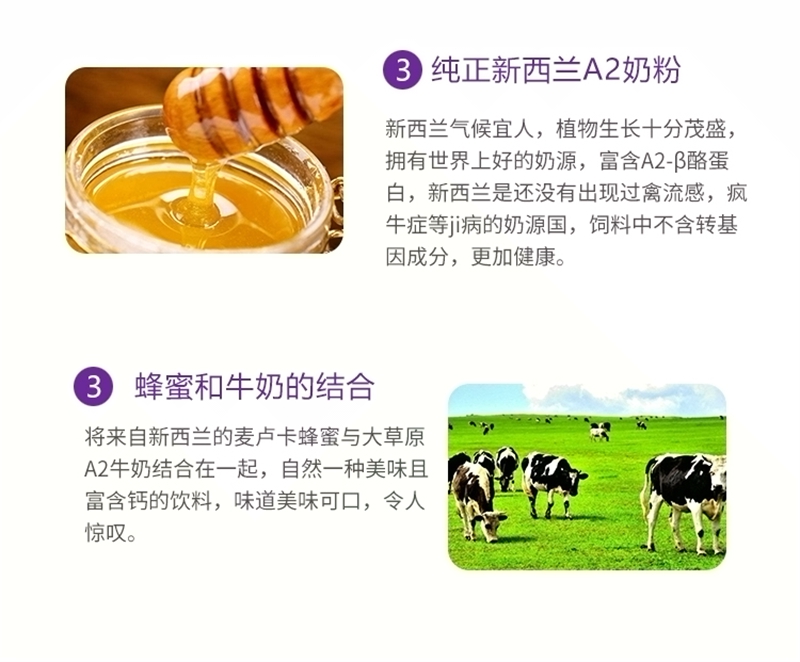 3 纯正新西兰A2奶粉
新西兰气候宜人，植物生长十分茂盛，
拥有世界上好的奶源，富含A2-β酪蛋
白，新西兰是还没有出现过禽流感，疯
牛症等ji病的奶源国，饲料中不含转基
因成分，更加健康。
3 蜂蜜和牛奶的结合
将来自新西兰的麦卢卡蜂蜜与大草原
A2牛奶结合在一起，自然一种美味且
富含钙的饮料，味道美味可口，令人
惊叹。